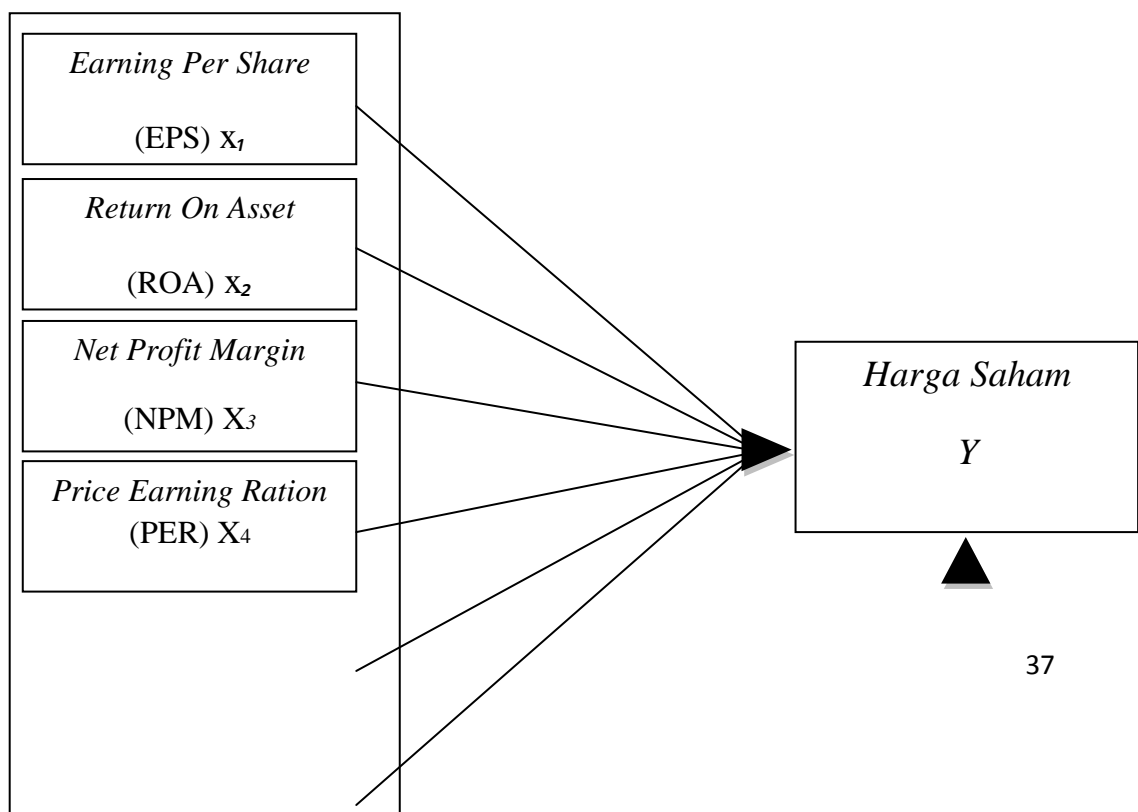 Earning Per Share
(EPS) X1
Return On Asset
(ROA) X2
Net Profit Margin
(NPM) X3
Price Earning Ration
(PER) X4
Harga Saham
Y
37